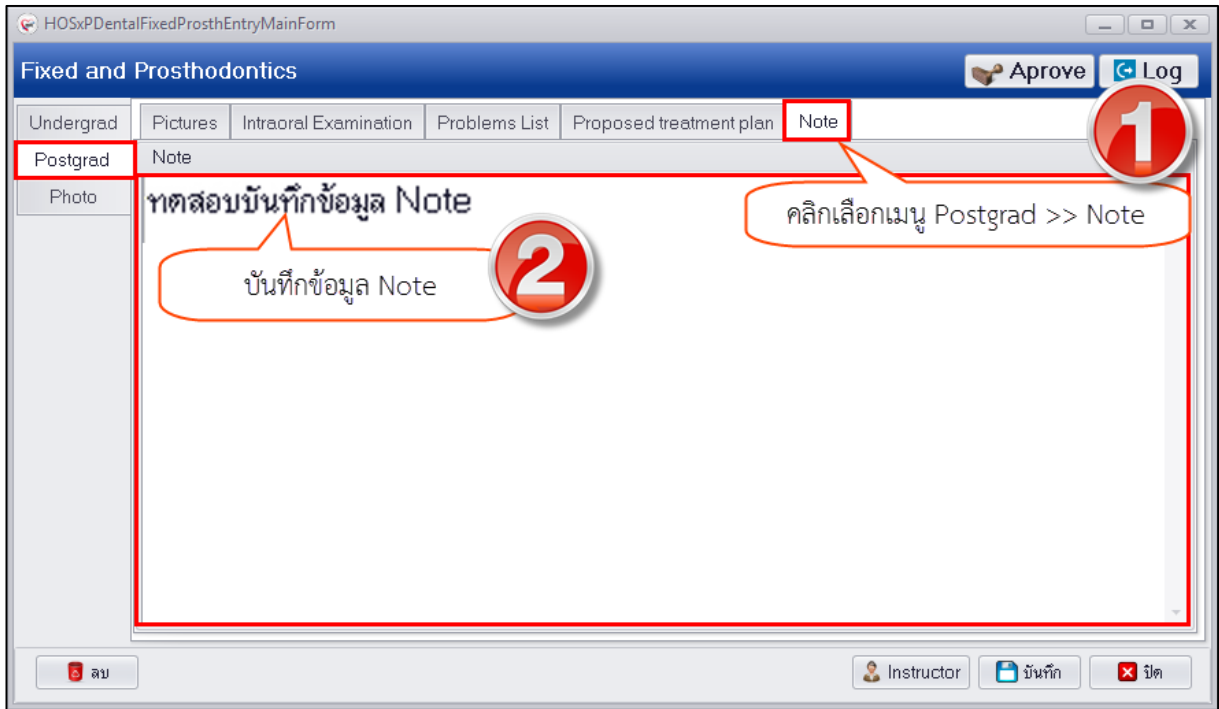 HOSxPDentalFixedProsthEntryMainForm
Fixed and Prosthodontics
Aprove
Log
Undergrad
Pictures
Intraoral Examination
Problems List
Proposed treatment plan
Note
1
Postgrad
Note
Photo
ทดสอบบันทึกข้อมูล Note
คลิกเลือกเมนู Postgrad >> Note
บันทึกข้อมูล Note
2
ลบ
Instructor
บันทึก
ปิด